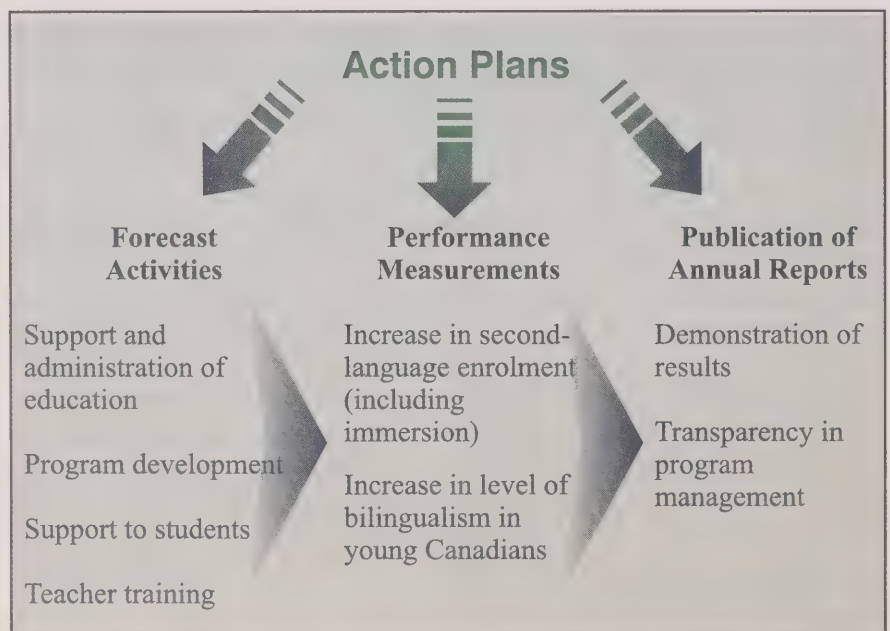 Action Plans
Forecast
Activities
Support and
administration of
education
Program development
Support to students
Teacher training
Performance
Measurements
Increase in second-
language enrolment
(including
immersion)
Increase in level of
bilingualism in
young Canadians
Publication of
Annual Reports
Demonstration of
results
Transparency in
program
management